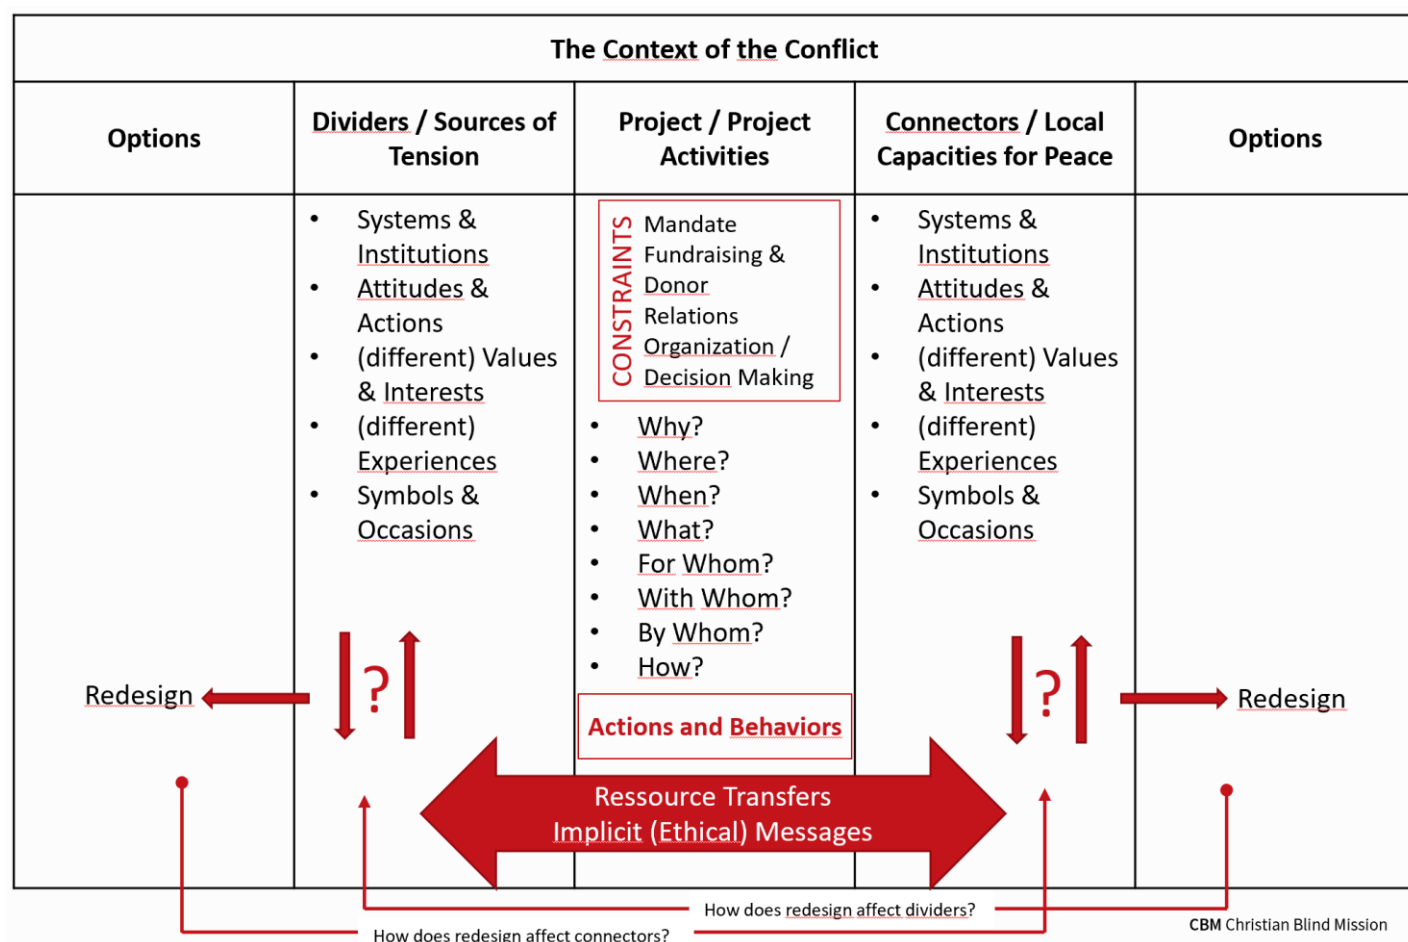 The Context of the Conflict
Options
Dividers / Sources of
Tension
Project / Project
Activities
Connectors / Local
Capacities for Peace
Options
• Systems &
Institutions
• Attitudes &
Actions
• (different) Values
& Interests
• (different)
Experiences
• Symbols &
Occasions
CONSTRAINTS
Mandate
Fundraising &
Donor
Relations
Organization /
Decision Making
• Why?
• Where?
• When?
• What?
• For Whom?
• With Whom?
• By Whom?
• How?
• Systems &
Institutions
• Attitudes &
Actions
• (different) Values
& Interests
• (different)
Experiences
• Symbols &
Occasions
Redesign
?
Actions and Behaviors
?
Redesign
Ressource Transfers
Implicit (Ethical) Messages
How does redesign affect dividers?
How does redesign affect connectors?
CBM Christian Blind Mission